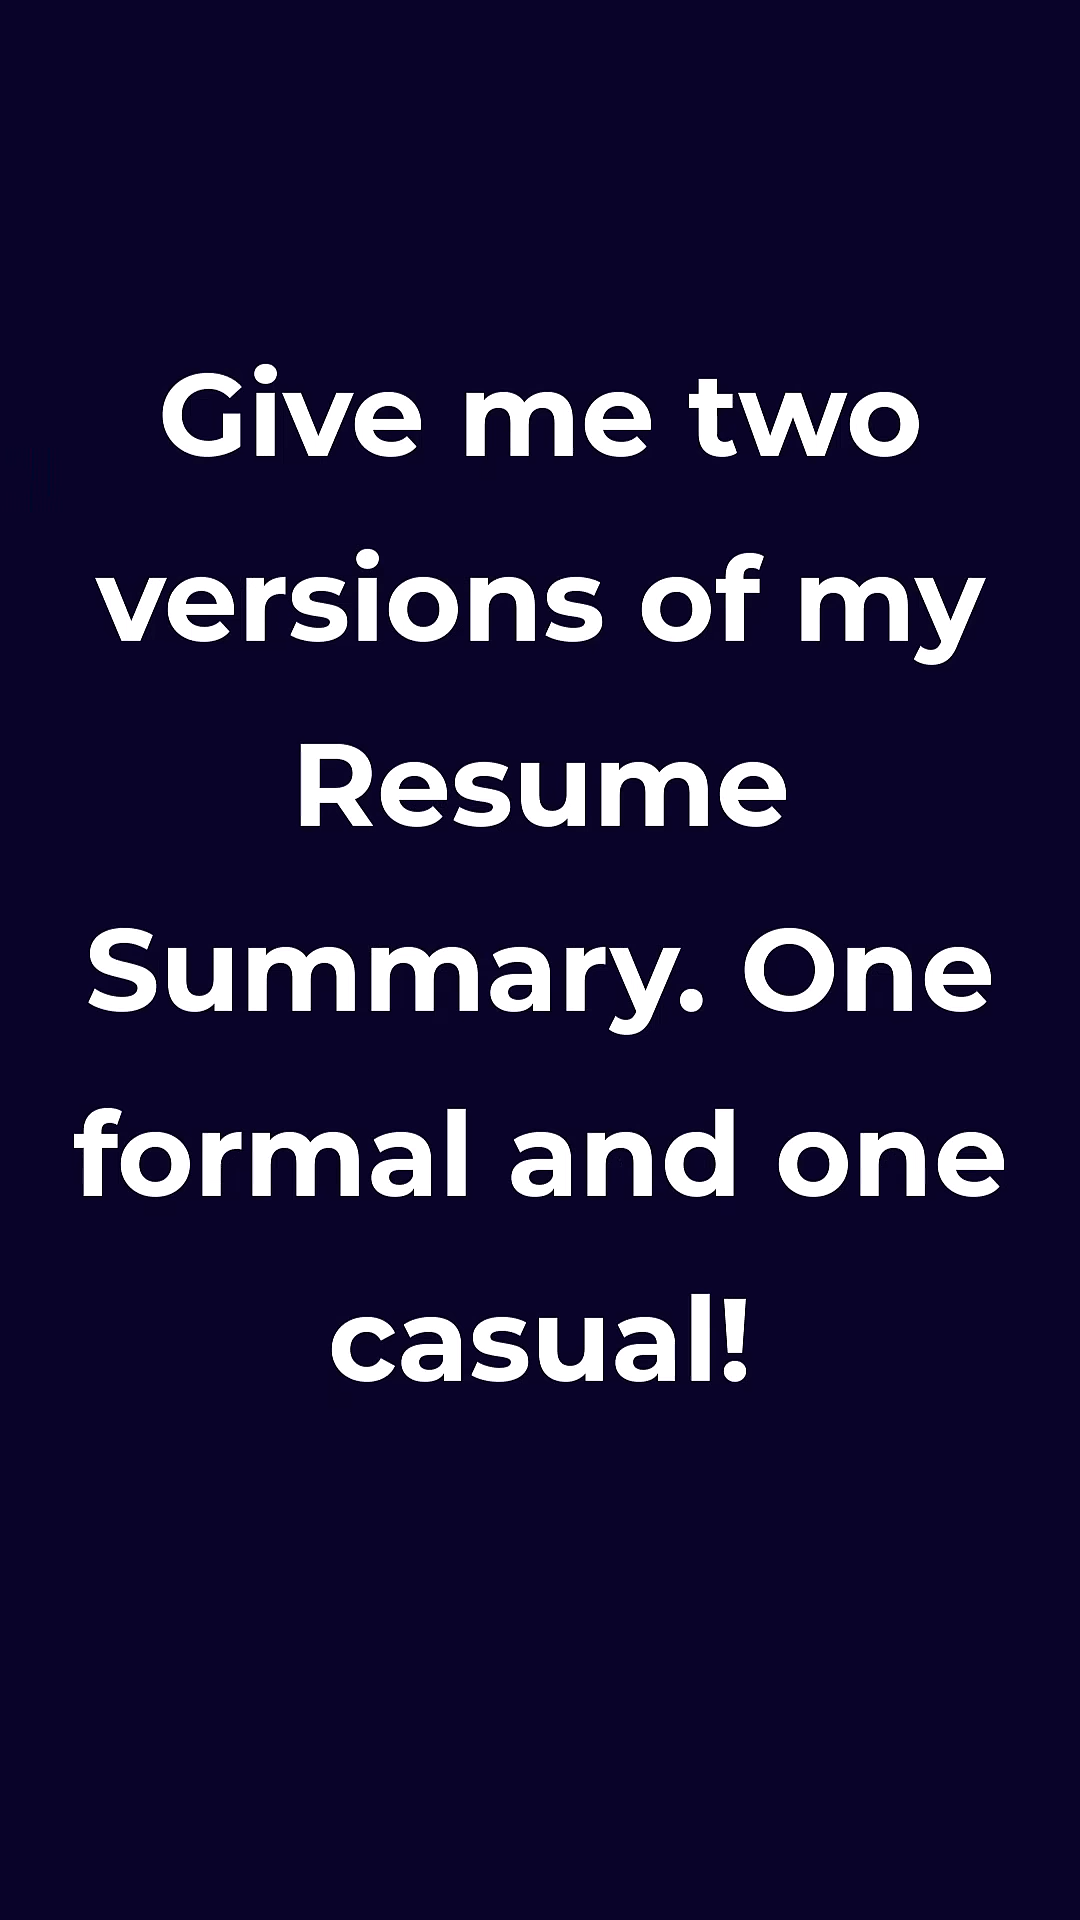 Give me two
versions of my
Resume
Summary. One
formal and one
casual!